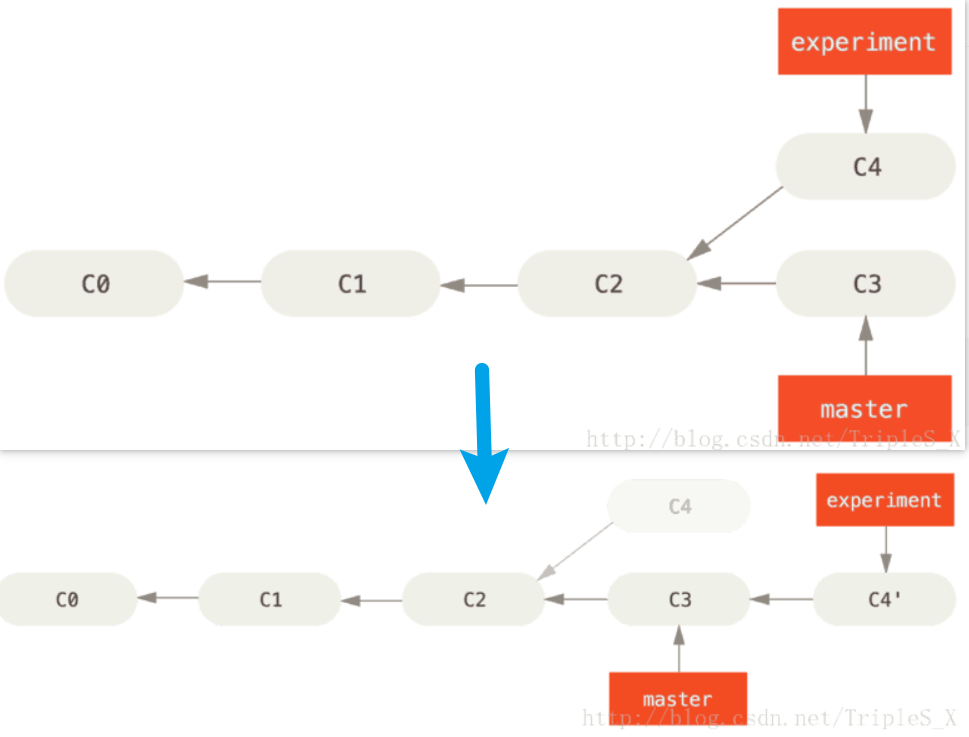 experiment
C4
C0 C1 C2 C3
master
http://blog.csdn.net/TripleS_X
C4
experiment
C0 C1 C2 C3 C4'
master
http://blog.csdn.net/TripleS_X